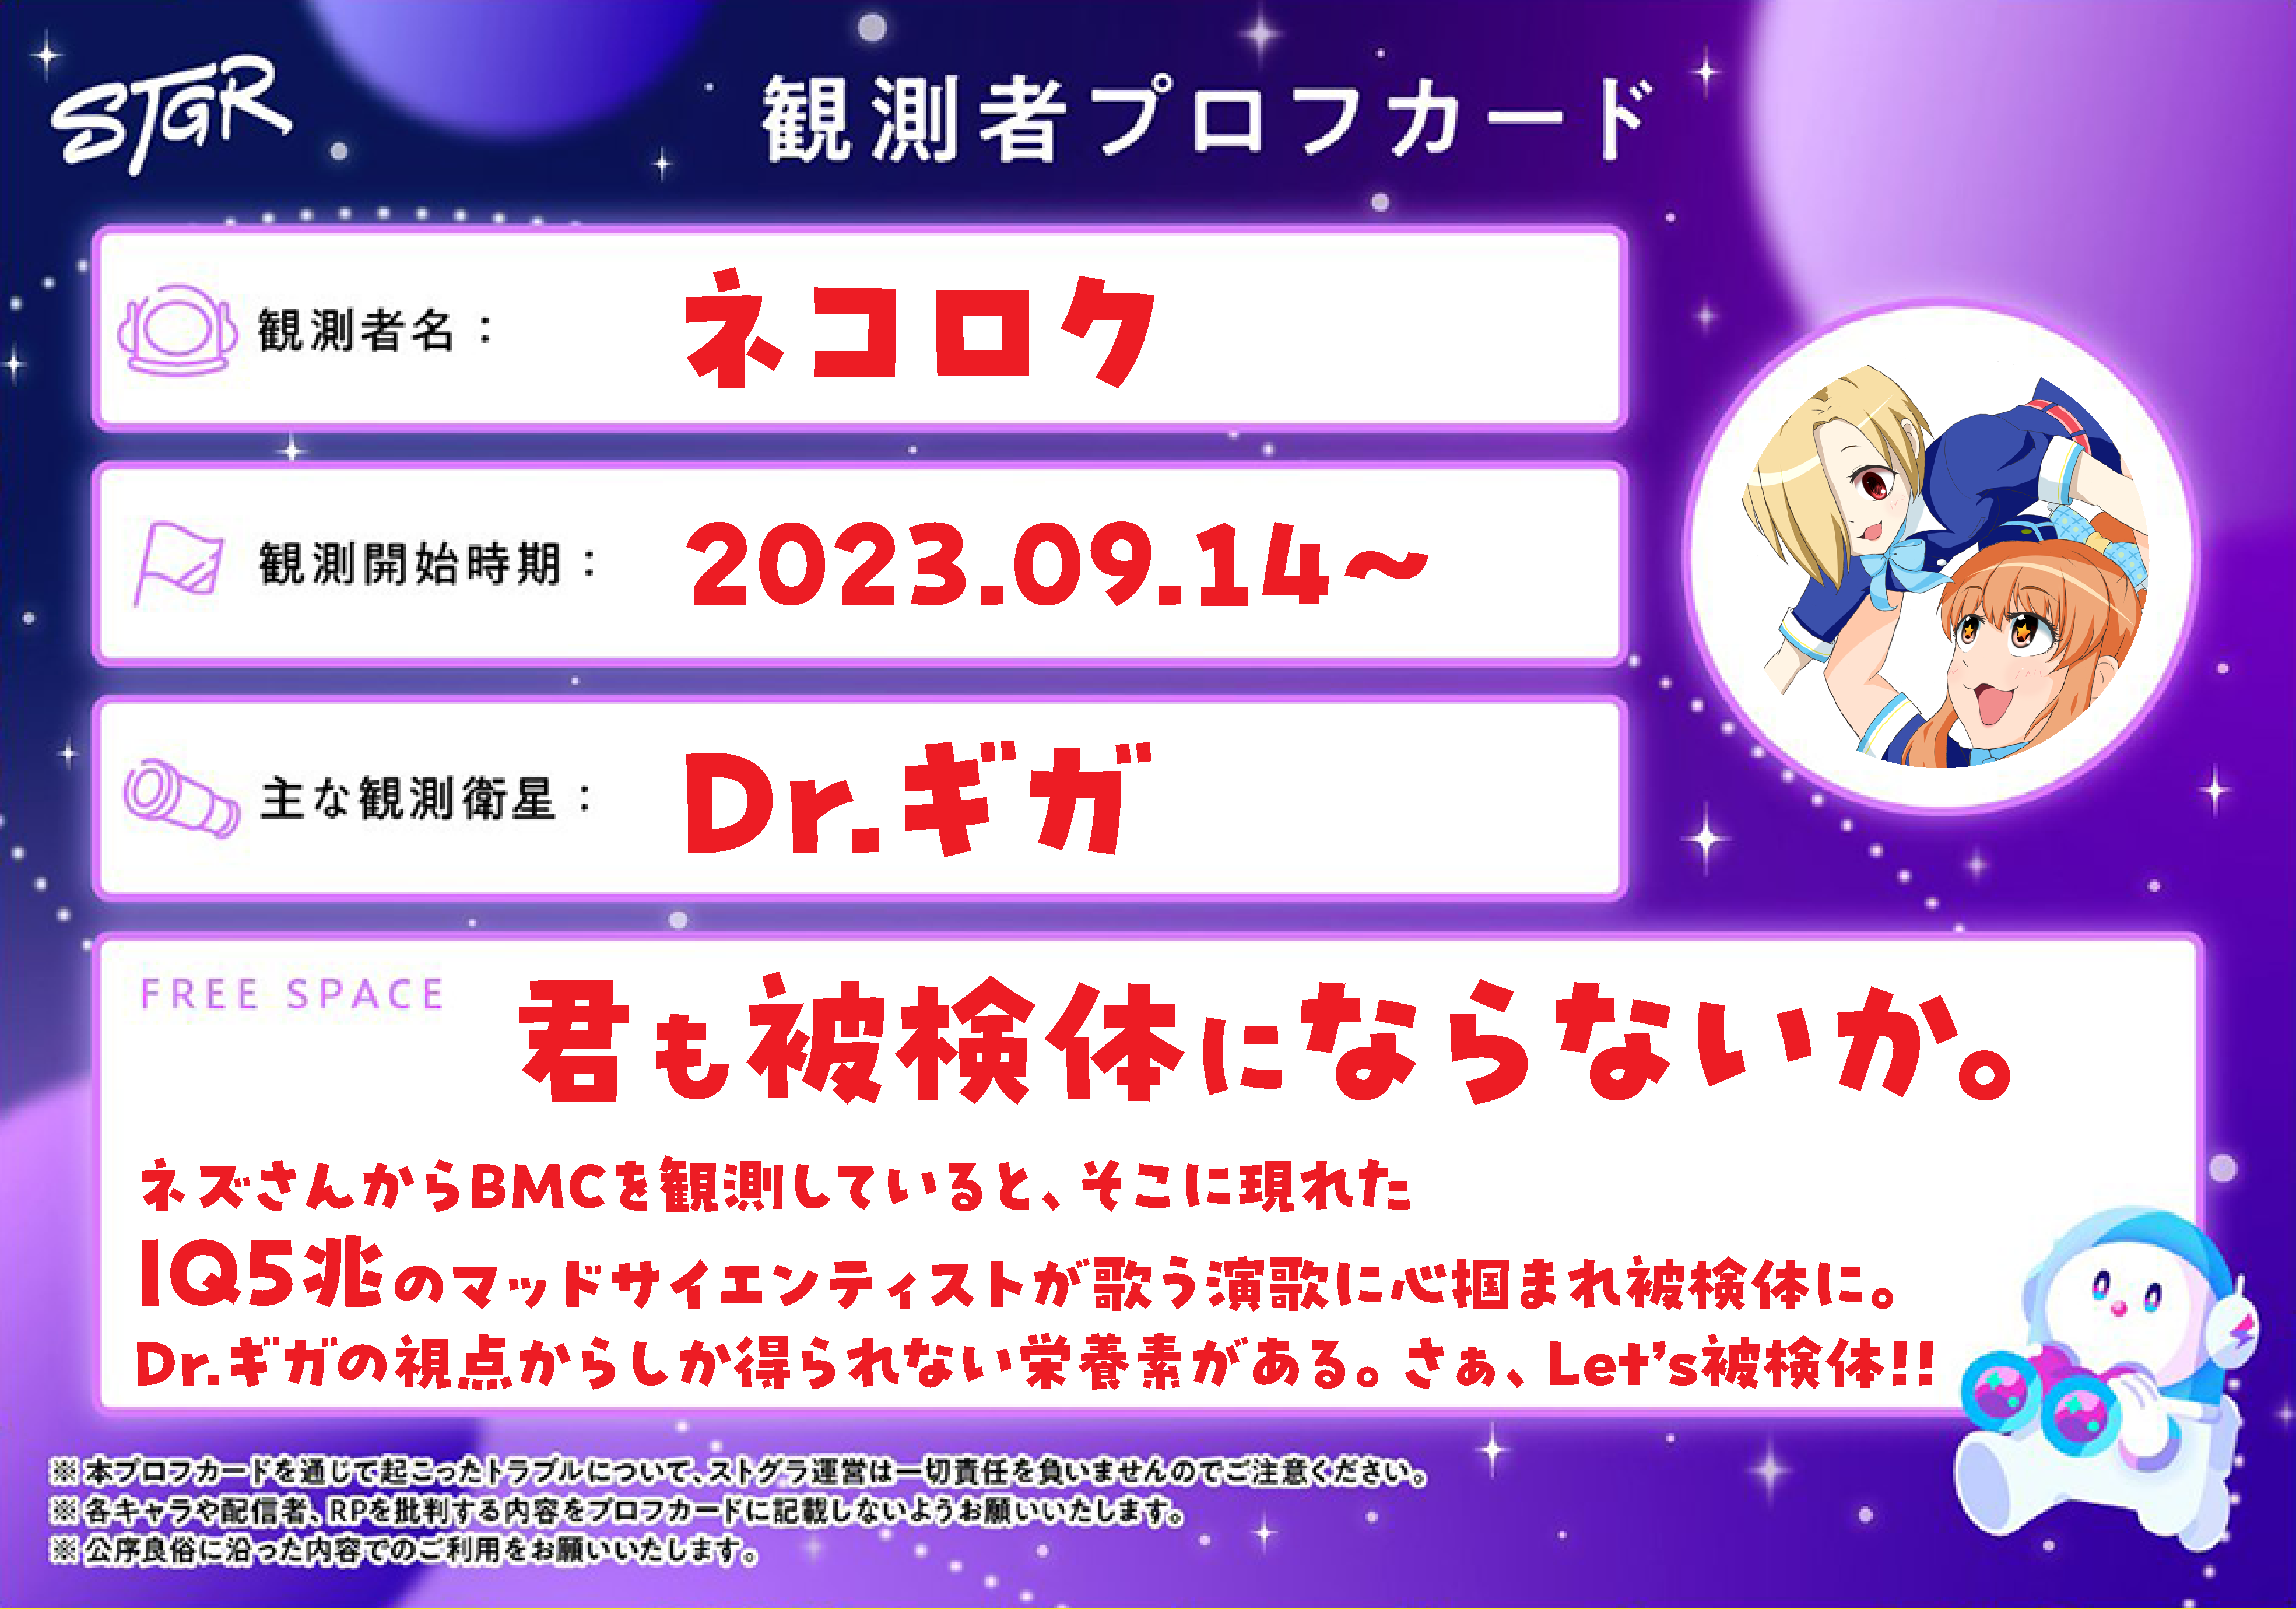 STGR
観測者プロフカード
観測者名：
ネコロク
観測開始時期：
2023.09.14～
主な観測衛星：
Dr.ギガ
FREE SPACE
君も被検体にならないか。
ネズさんからBMCを観測していると、そこに現れた
IQ5兆のマッドサイエンティストが歌う演歌に心掴まれ被検体に。
Dr.ギガの視点からしか得られない栄養素がある。さぁ、Let's被検体!!
※ 本プロフカードを通じて起こったトラブルについて、ストグラ運営は一切責任を負いませんのでご注意ください。
※ 各キャラや配信者、RPを批判する内容をプロフカードに記載しないようお願いいたします。
※ 公序良俗に沿った内容でのご利用をお願いいたします。